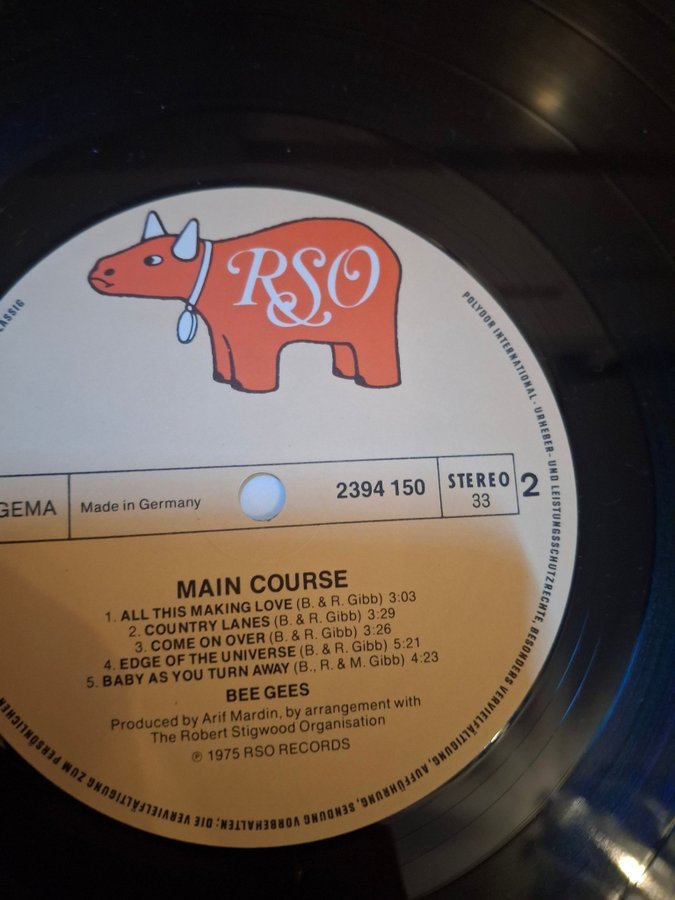 RSO
GEMA
Made in Germany
2394 150
STEREO
33
2
MAIN COURSE
1. ALL THIS MAKING LOVE (B. & R. Gibb) 3:03
2. COUNTRY LANES (B. & R. Gibb) 3:29
3. COME ON OVER (B. & R. Gibb) 3:26
4. EDGE OF THE UNIVERSE (B. & R. Gibb) 5:21
5. BABY AS YOU TURN AWAY (B., R. & M. Gibb) 4:23
BEE GEES
Produced by Arif Mardin, by arrangement with
The Robert Stigwood Organisation
℗ 1975 RSO RECORDS
POLYDOR INTERNATIONAL · URHEBER- UND LEISTUNGSSCHUTZRECHTE, BESONDERS VERVIELFÄLTIGUNG, AUFFÜHRUNG, SENDUNG VORBEHALTEN; DIE VERVIELFÄLTIGUNG ZUM PERSÖNLICHEN